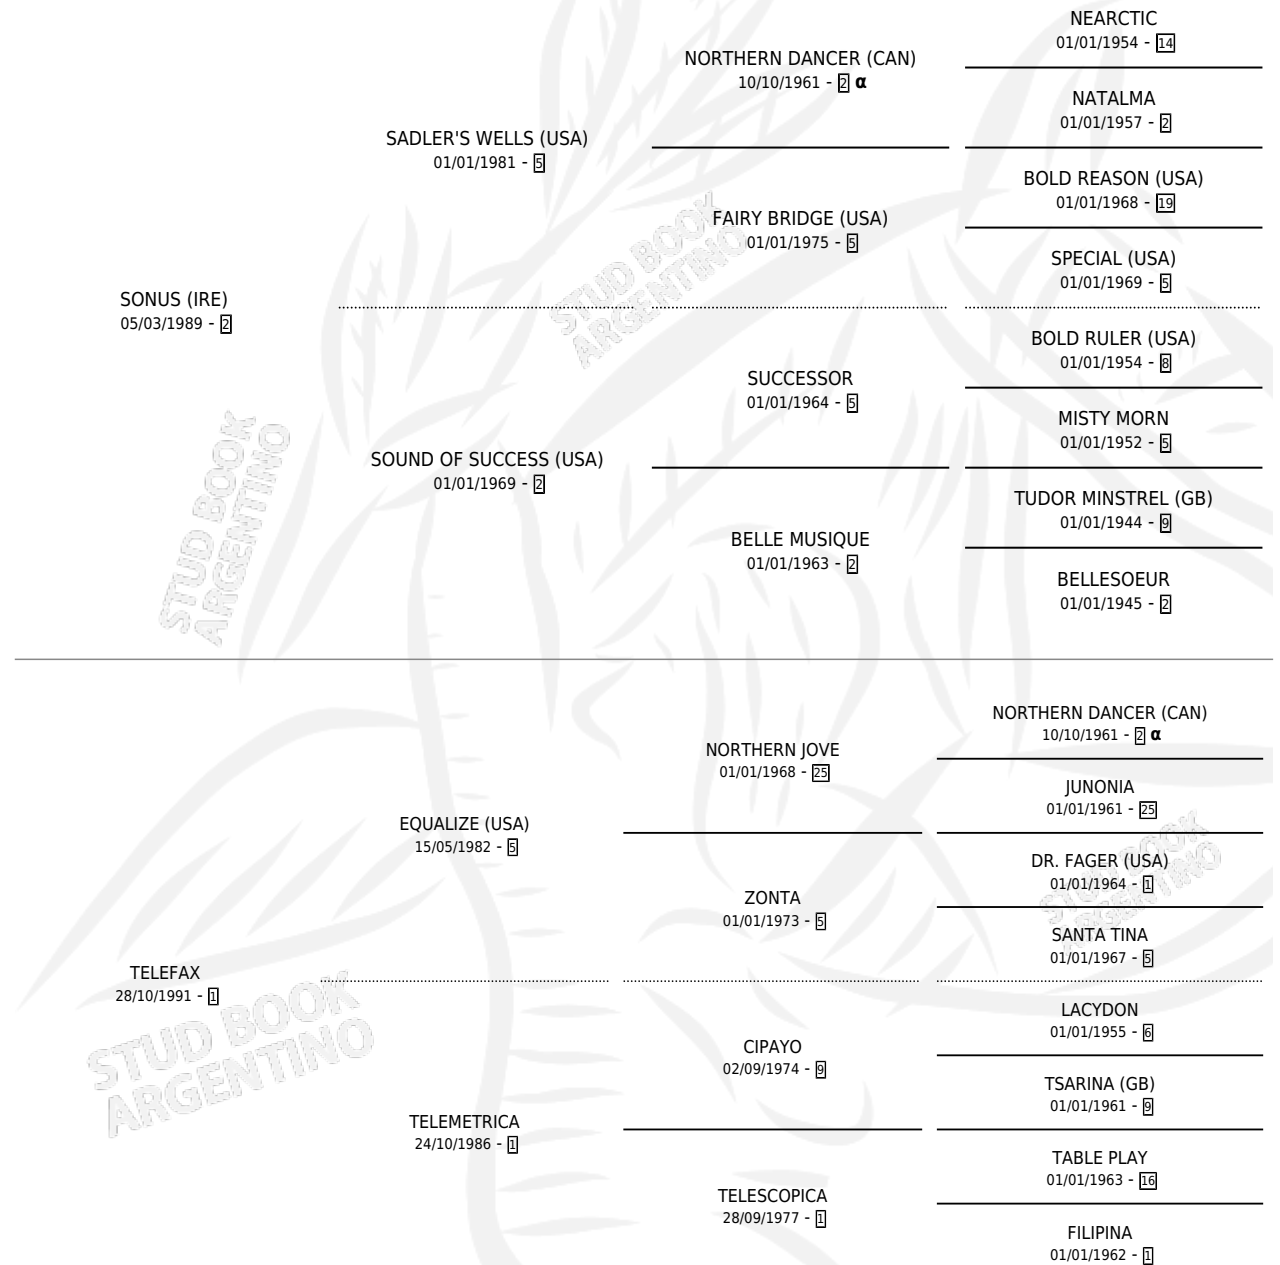 NEARCTIC
01/01/1954 - 14
NORTHERN DANCER (CAN)
10/10/1961 - 2 α
NATALMA
01/01/1957 - 2
SADLER'S WELLS (USA)
01/01/1981 - 5
BOLD REASON (USA)
01/01/1968 - 19
FAIRY BRIDGE (USA)
01/01/1975 - 5
SPECIAL (USA)
01/01/1969 - 5
SONUS (IRE)
05/03/1989 - 2
BOLD RULER (USA)
01/01/1954 - 8
SUCCESSOR
01/01/1964 - 5
MISTY MORN
01/01/1952 - 5
SOUND OF SUCCESS (USA)
01/01/1969 - 2
TUDOR MINSTREL (GB)
01/01/1944 - 9
BELLE MUSIQUE
01/01/1963 - 2
BELLESOEUR
01/01/1945 - 2
NORTHERN DANCER (CAN)
10/10/1961 - 2 α
NORTHERN JOVE
01/01/1968 - 25
JUNONIA
01/01/1961 - 25
EQUALIZE (USA)
15/05/1982 - 5
DR. FAGER (USA)
01/01/1964 - 1
ZONTA
01/01/1973 - 5
SANTA TINA
01/01/1967 - 5
TELEFAX
28/10/1991 - 1
LACYDON
01/01/1955 - 6
CIPAYO
02/09/1974 - 9
TSARINA (GB)
01/01/1961 - 9
TELEMETRICA
24/10/1986 - 1
TABLE PLAY
01/01/1963 - 16
TELESCOPICA
28/09/1977 - 1
FILIPINA
01/01/1962 - 1
STUD BOOK
ARGENTINO
STUD BOOK
ARGENTINO
STUD BOOK
ARGENTINO
STUD BOOK
ARGENTINO